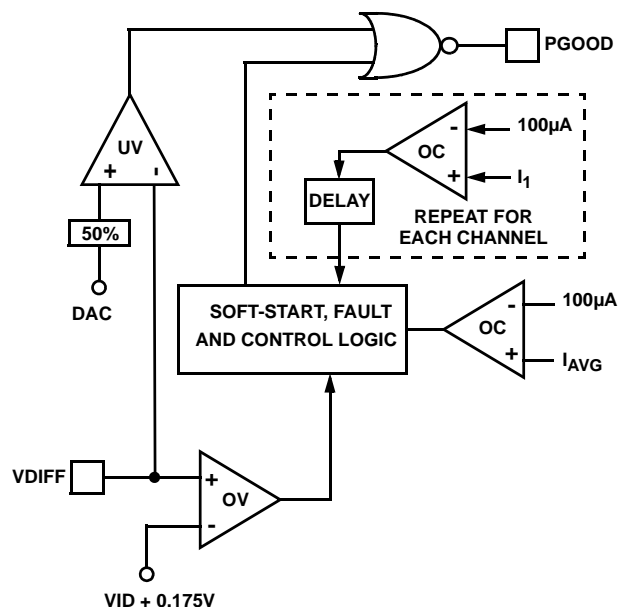 PGOOD
UV
+ -
50%
DAC
- 100µA
OC
+ I1
DELAY
REPEAT FOR
EACH CHANNEL
SOFT-START, FAULT
AND CONTROL LOGIC
- 100µA
OC
+ IAVG
VDIFF
+
OV
-
VID + 0.175V